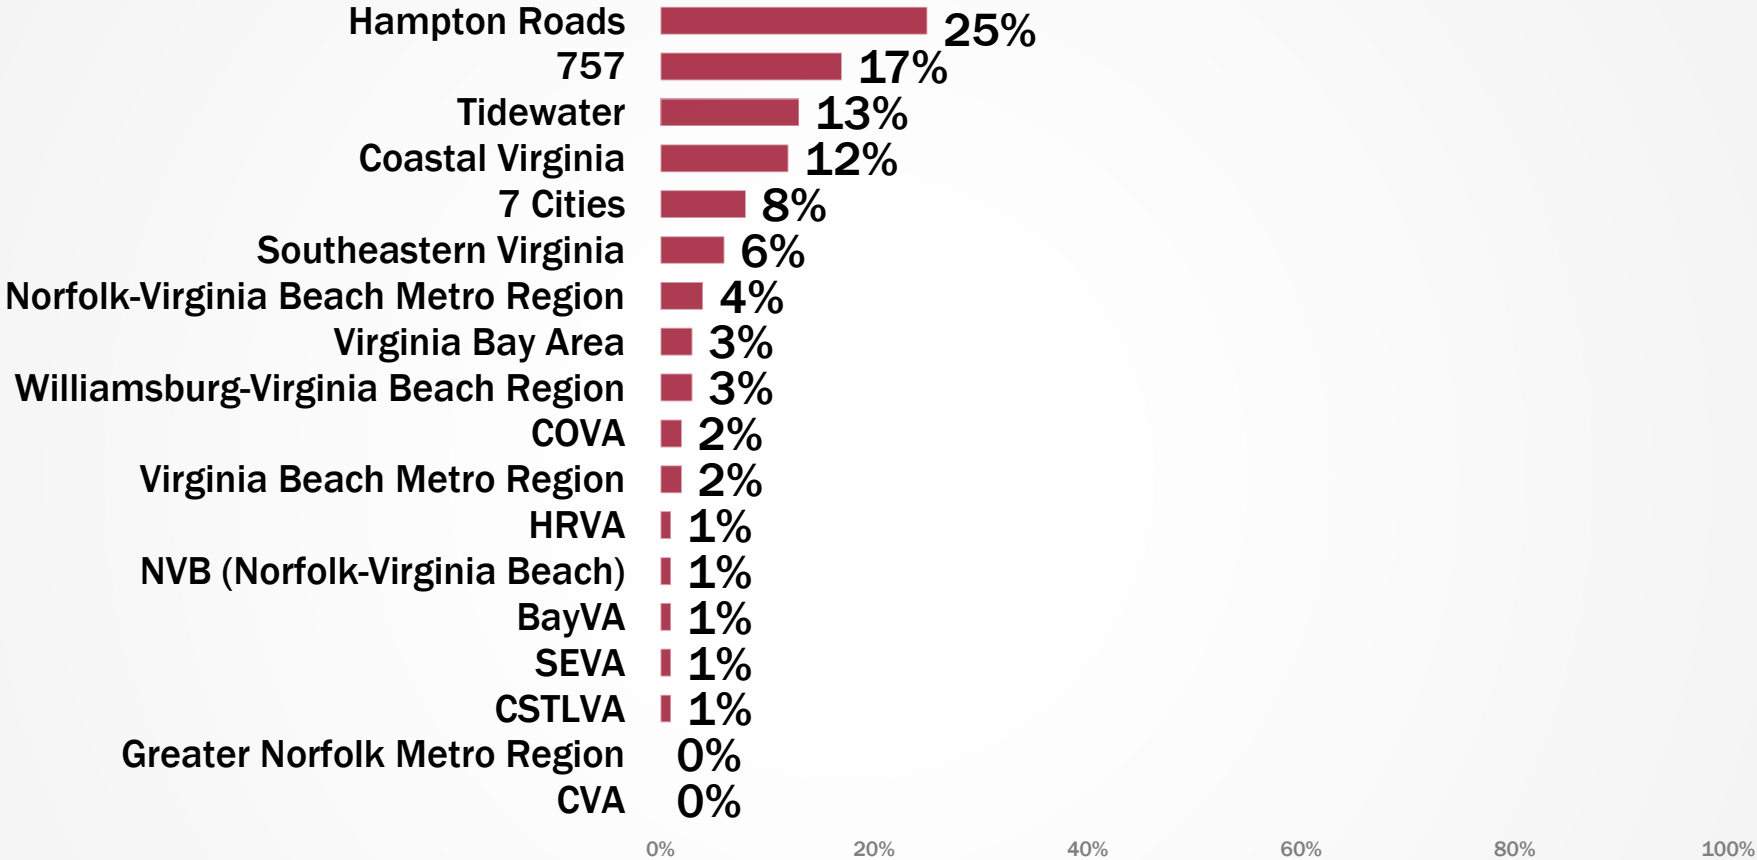 Hampton Roads 25%
757 17%
Tidewater 13%
Coastal Virginia 12%
7 Cities 8%
Southeastern Virginia 6%
Norfolk-Virginia Beach Metro Region 4%
Virginia Bay Area 3%
Williamsburg-Virginia Beach Region 3%
COVA 2%
Virginia Beach Metro Region 2%
HRVA 1%
NVB (Norfolk-Virginia Beach) 1%
BayVA 1%
SEVA 1%
CSTLVA 1%
Greater Norfolk Metro Region 0%
CVA 0%
0% 20% 40% 60% 80% 100%